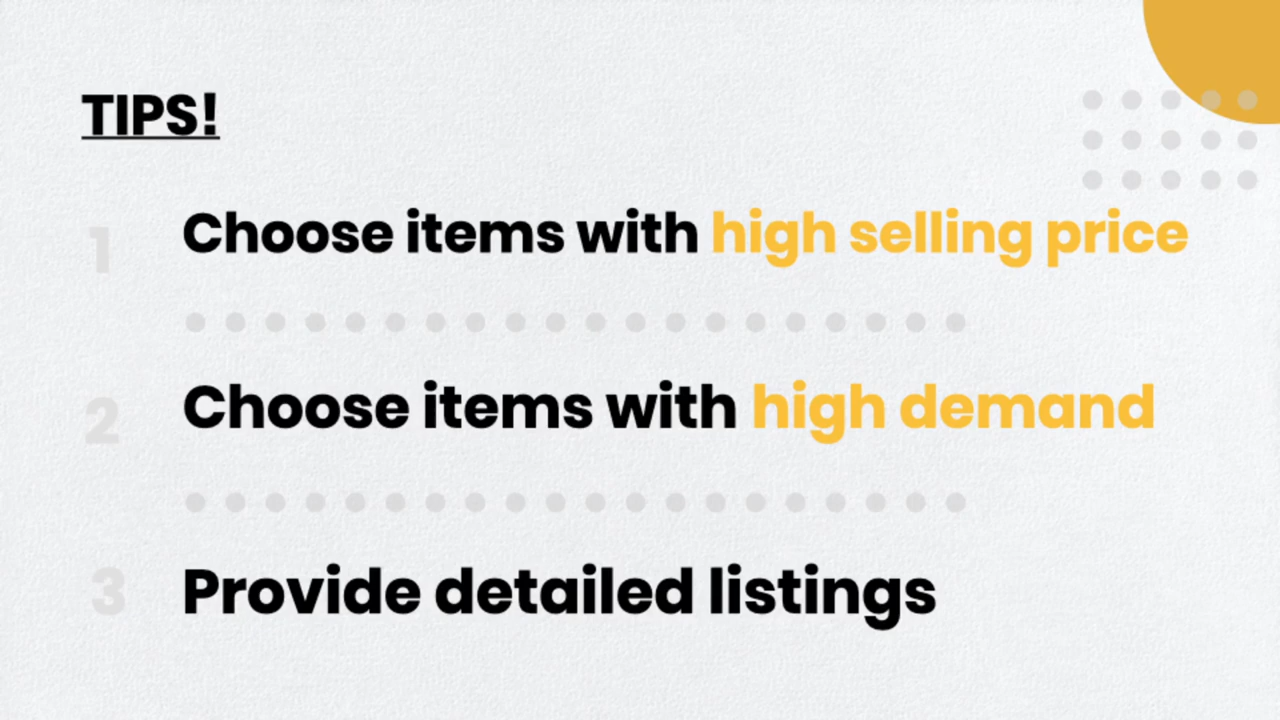 TIPS!
1 Choose items with high selling price
2 Choose items with high demand
3 Provide detailed listings